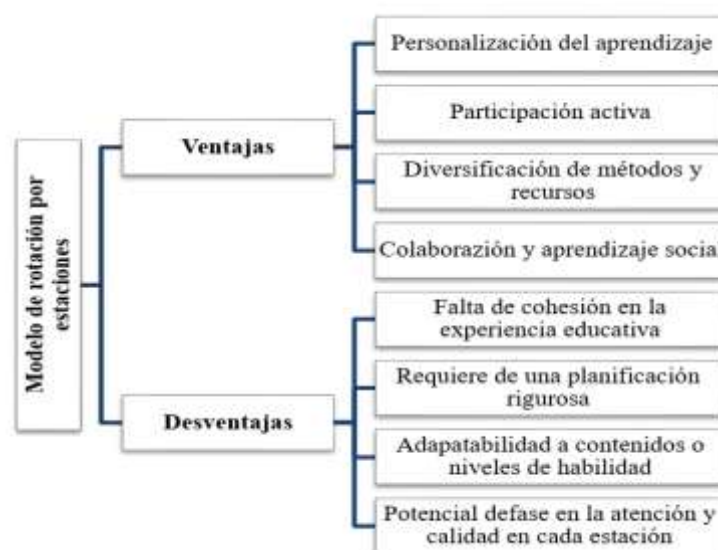 Modelo de rotación por
estaciones
Ventajas
Personalización del aprendizaje
Participación activa
Diversificación de métodos y
recursos
Colaborazión y aprendizaje socia
Desventajas
Falta de cohesión en la
experiencia educativa
Requiere de una planificación
rigurosa
Adapatabilidad a contenidos o
niveles de habilidad
Potencial defase en la atención y
calidad en cada estación